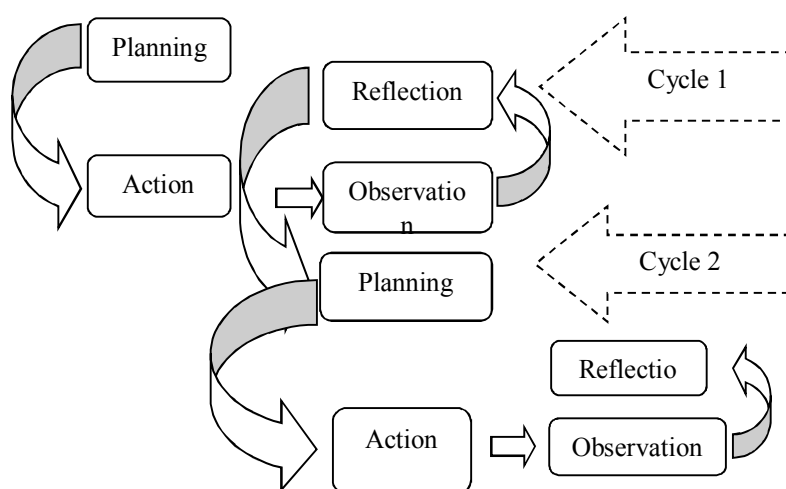 Planning
Reflection
Cycle 1
Action
Observatio
n
Planning
Cycle 2
Reflectio
Action
Observation